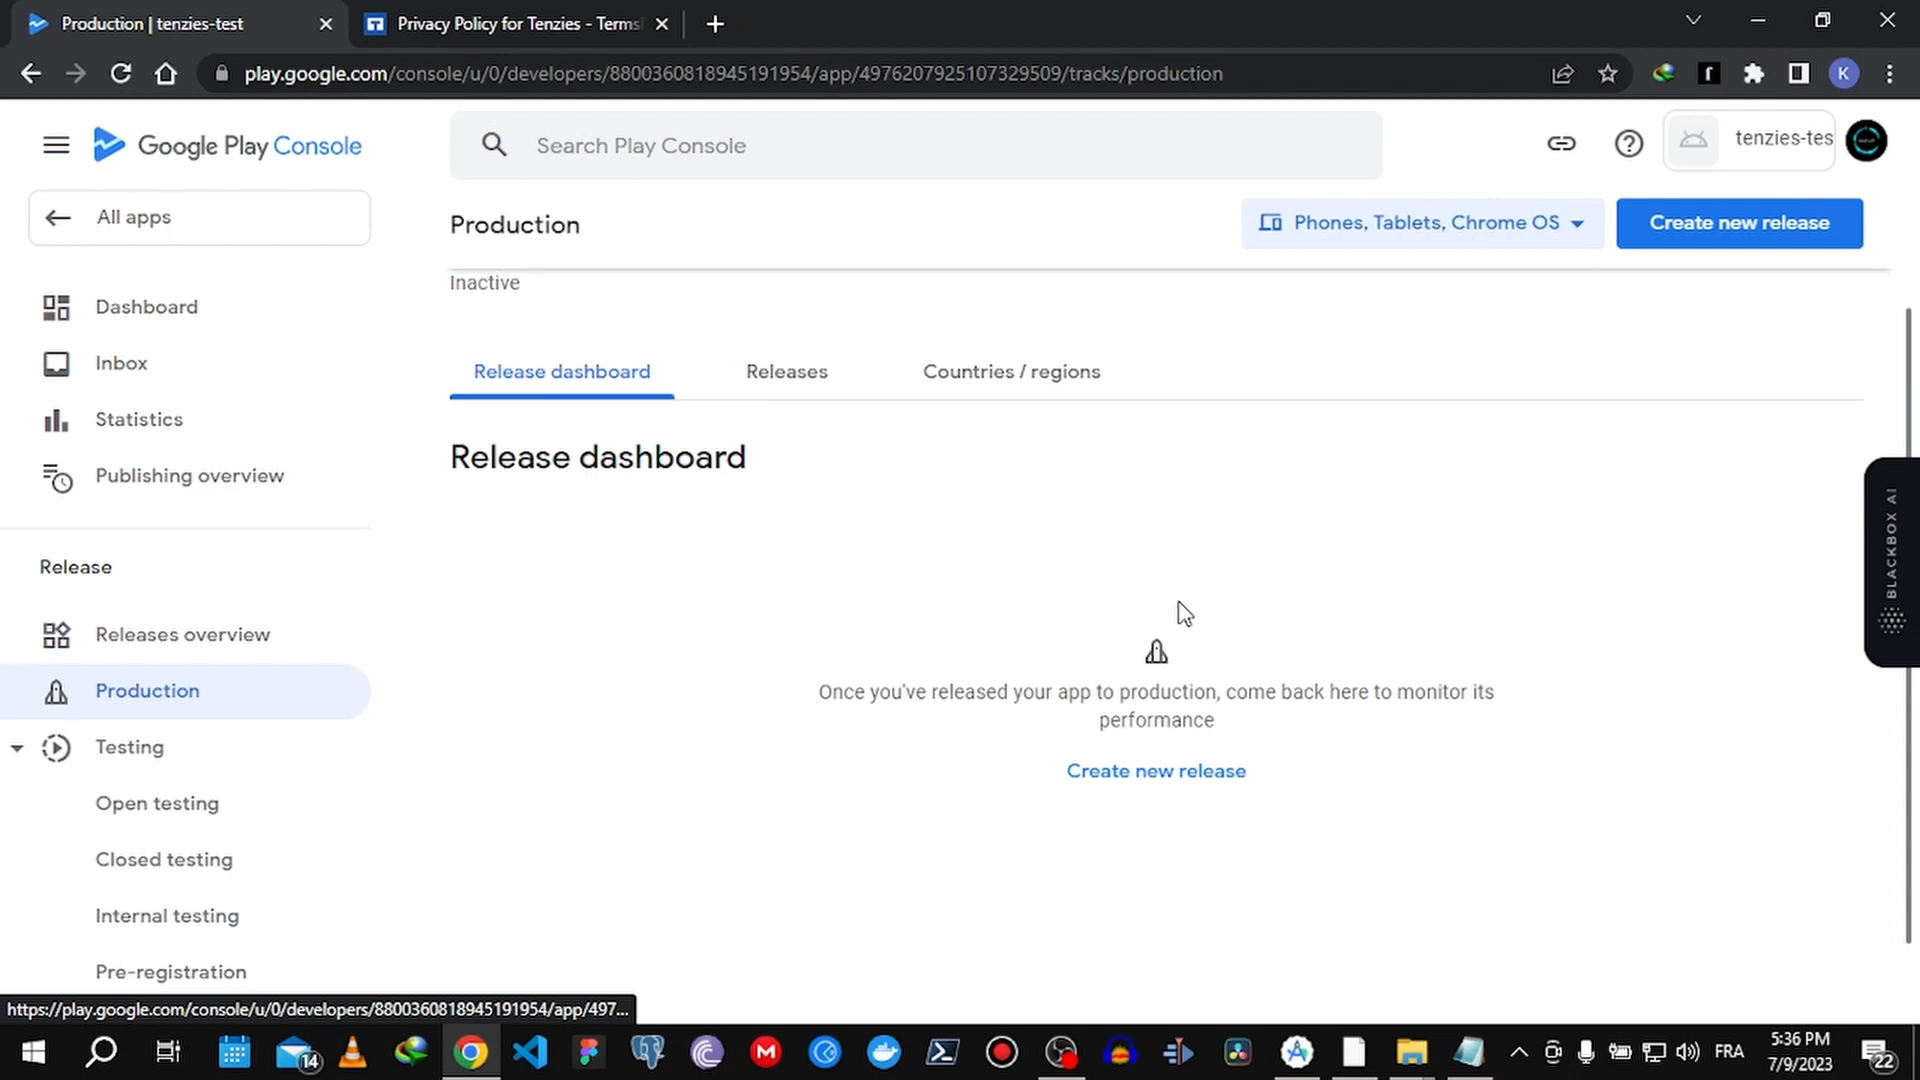 Production | tenzies-test
Privacy Policy for Tenzies - Terms
play.google.com/console/u/0/developers/8800360818945191954/app/4976207925107329509/tracks/production
K
Google Play Console
Search Play Console
tenzies-tes
All apps
Production
Phones, Tablets, Chrome OS
Create new release
Inactive
Dashboard
Inbox
Statistics
Publishing overview
Release dashboard
Releases
Countries / regions
Release dashboard
BLACKBOX AI
Release
Releases overview
Production
Testing
Open testing
Closed testing
Internal testing
Pre-registration
Once you've released your app to production, come back here to monitor its
performance
Create new release
https://play.google.com/console/u/0/developers/8800360818945191954/app/497...
14
FRA
5:36 PM
7/9/2023
22